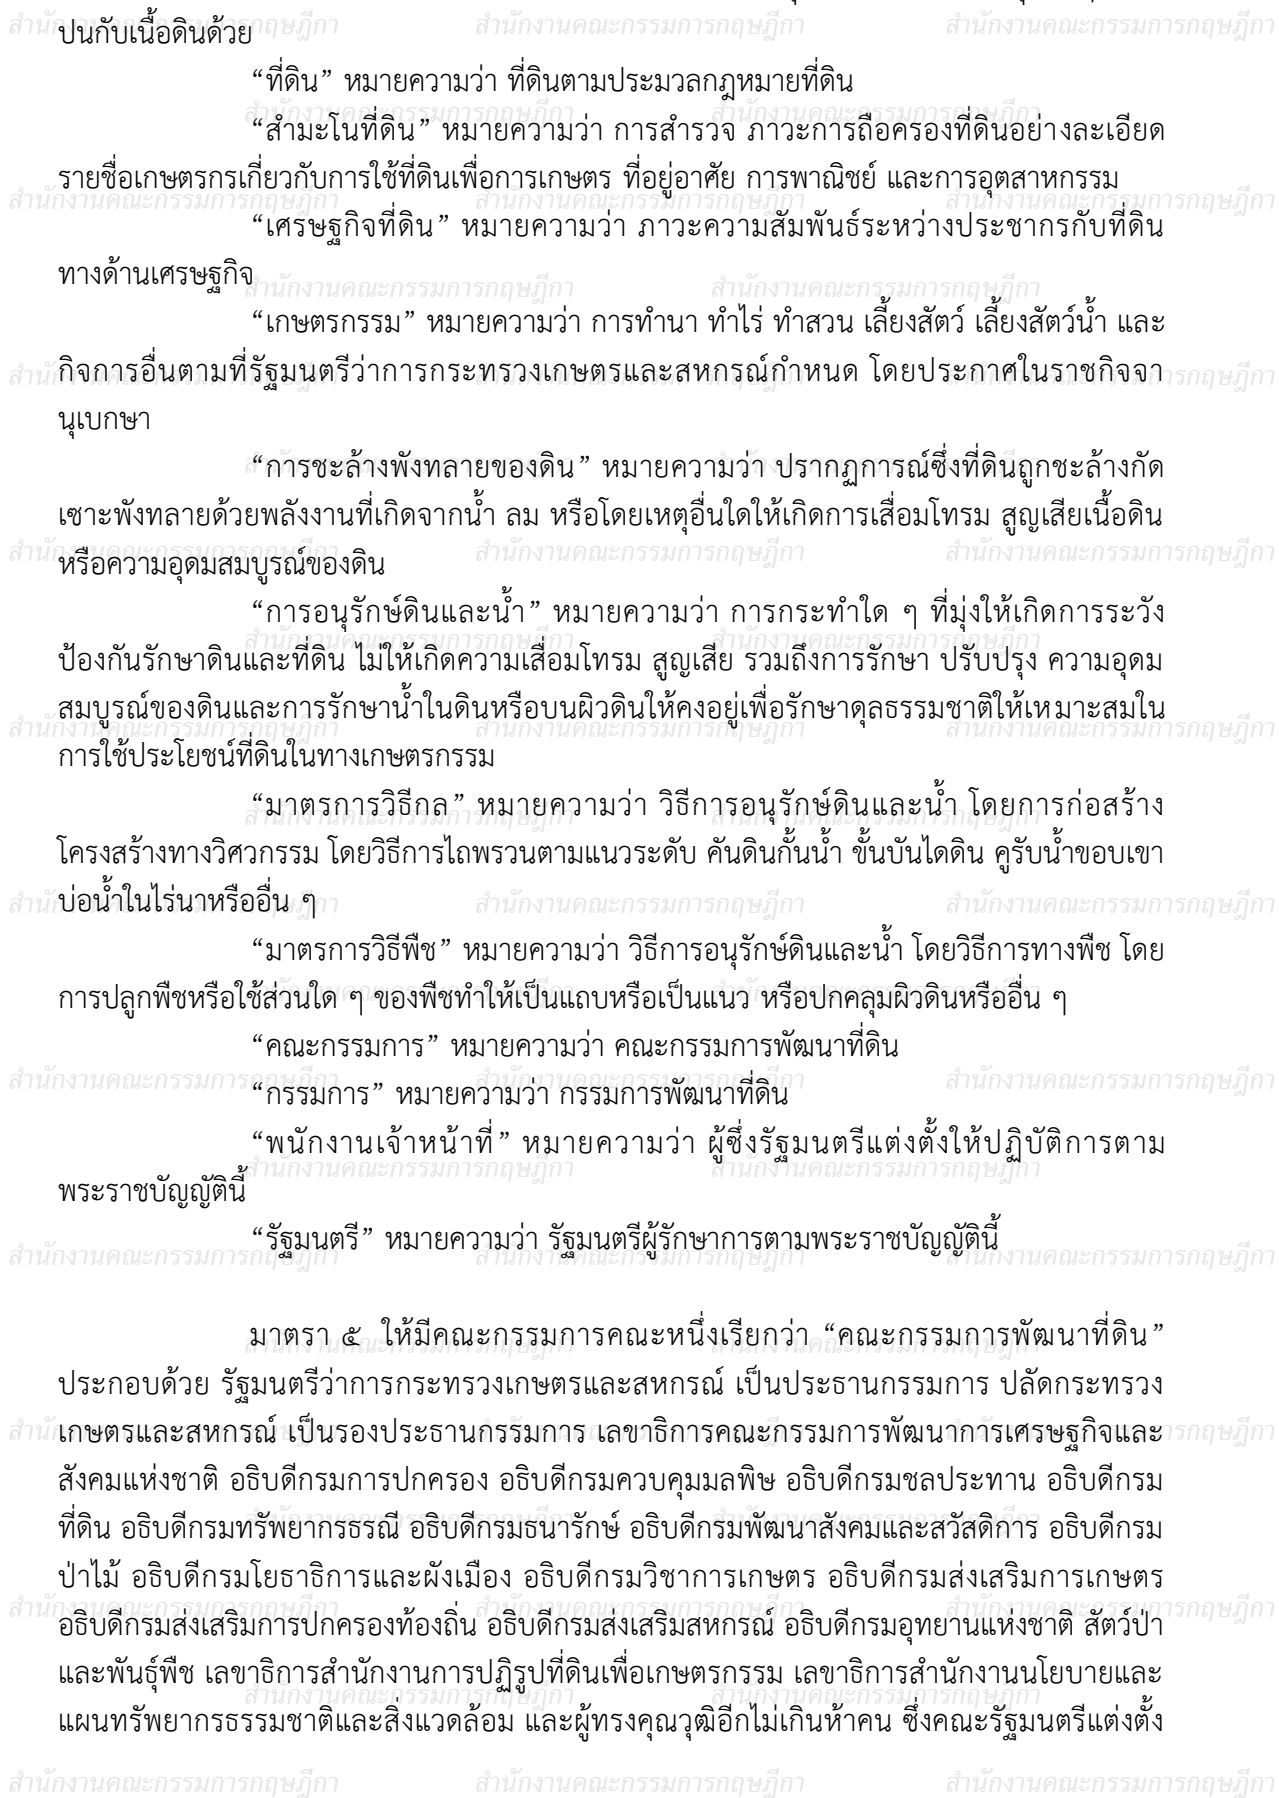 ปนกับเนื้อดินด้วย
“ที่ดิน” หมายความว่า ที่ดินตามประมวลกฎหมายที่ดิน
“สำมะโนที่ดิน” หมายความว่า การสำรวจ ภาวะการถือครองที่ดินอย่างละเอียด
รายชื่อเกษตรกรเกี่ยวกับการใช้ที่ดินเพื่อการเกษตร ที่อยู่อาศัย การพาณิชย์ และการอุตสาหกรรม
“เศรษฐกิจที่ดิน” หมายความว่า ภาวะความสัมพันธ์ระหว่างประชากรกับที่ดิน
ทางด้านเศรษฐกิจ
“เกษตรกรรม” หมายความว่า การทำนา ทำไร่ ทำสวน เลี้ยงสัตว์ เลี้ยงสัตว์น้ำ และ
กิจการอื่นตามที่รัฐมนตรีว่าการกระทรวงเกษตรและสหกรณ์กำหนด โดยประกาศในราชกิจจา
นุเบกษา
“การชะล้างพังทลายของดิน” หมายความว่า ปรากฏการณ์ซึ่งที่ดินถูกชะล้างกัด
เซาะพังทลายด้วยพลังงานที่เกิดจากน้ำ ลม หรือโดยเหตุอื่นใดให้เกิดการเสื่อมโทรม สูญเสียเนื้อดิน
หรือความอุดมสมบูรณ์ของดิน
“การอนุรักษ์ดินและน้ำ” หมายความว่า การกระทำใด ๆ ที่มุ่งให้เกิดการระวัง
ป้องกันรักษาดินและที่ดิน ไม่ให้เกิดความเสื่อมโทรม สูญเสีย รวมถึงการรักษา ปรับปรุง ความอุดม
สมบูรณ์ของดินและการรักษาน้ำในดินหรือบนผิวดินให้คงอยู่เพื่อรักษาดุลธรรมชาติให้เหมาะสมใน
การใช้ประโยชน์ที่ดินในทางเกษตรกรรม
“มาตรการวิธีกล” หมายความว่า วิธีการอนุรักษ์ดินและน้ำ โดยการก่อสร้าง
โครงสร้างทางวิศวกรรม โดยวิธีการไถพรวนตามแนวระดับ คันดินกั้นน้ำ ขั้นบันไดดิน คูรับน้ำขอบเขา
บ่อน้ำในไร่นาหรืออื่น ๆ
“มาตรการวิธีพืช” หมายความว่า วิธีการอนุรักษ์ดินและน้ำ โดยวิธีการทางพืช โดย
การปลูกพืชหรือใช้ส่วนใด ๆ ของพืชทำให้เป็นแถบหรือเป็นแนว หรือปกคลุมผิวดินหรืออื่น ๆ
“คณะกรรมการ” หมายความว่า คณะกรรมการพัฒนาที่ดิน
“กรรมการ” หมายความว่า กรรมการพัฒนาที่ดิน
“พนักงานเจ้าหน้าที่” หมายความว่า ผู้ซึ่งรัฐมนตรีแต่งตั้งให้ปฏิบัติการตาม
พระราชบัญญัตินี้
“รัฐมนตรี” หมายความว่า รัฐมนตรีผู้รักษาการตามพระราชบัญญัตินี้
มาตรา ๕ ให้มีคณะกรรมการคณะหนึ่งเรียกว่า “คณะกรรมการพัฒนาที่ดิน”
ประกอบด้วย รัฐมนตรีว่าการกระทรวงเกษตรและสหกรณ์ เป็นประธานกรรมการ ปลัดกระทรวง
เกษตรและสหกรณ์ เป็นรองประธานกรรมการ เลขาธิการคณะกรรมการพัฒนาการเศรษฐกิจและ
สังคมแห่งชาติ อธิบดีกรมการปกครอง อธิบดีกรมควบคุมมลพิษ อธิบดีกรมชลประทาน อธิบดีกรม
ที่ดิน อธิบดีกรมทรัพยากรธรณี อธิบดีกรมธนารักษ์ อธิบดีกรมพัฒนาสังคมและสวัสดิการ อธิบดีกรม
ป่าไม้ อธิบดีกรมโยธาธิการและผังเมือง อธิบดีกรมวิชาการเกษตร อธิบดีกรมส่งเสริมการเกษตร
อธิบดีกรมส่งเสริมการปกครองท้องถิ่น อธิบดีกรมส่งเสริมสหกรณ์ อธิบดีกรมอุทยานแห่งชาติ สัตว์ป่า
และพันธุ์พืช เลขาธิการสำนักงานการปฏิรูปที่ดินเพื่อเกษตรกรรม เลขาธิการสำนักงานนโยบายและ
แผนทรัพยากรธรรมชาติและสิ่งแวดล้อม และผู้ทรงคุณวุฒิอีกไม่เกินห้าคน ซึ่งคณะรัฐมนตรีแต่งตั้ง
สำนักงานคณะกรรมการกฤษฎีกา สำนักงานคณะกรรมการกฤษฎีกา สำนักงานคณะกรรมการกฤษฎีกา